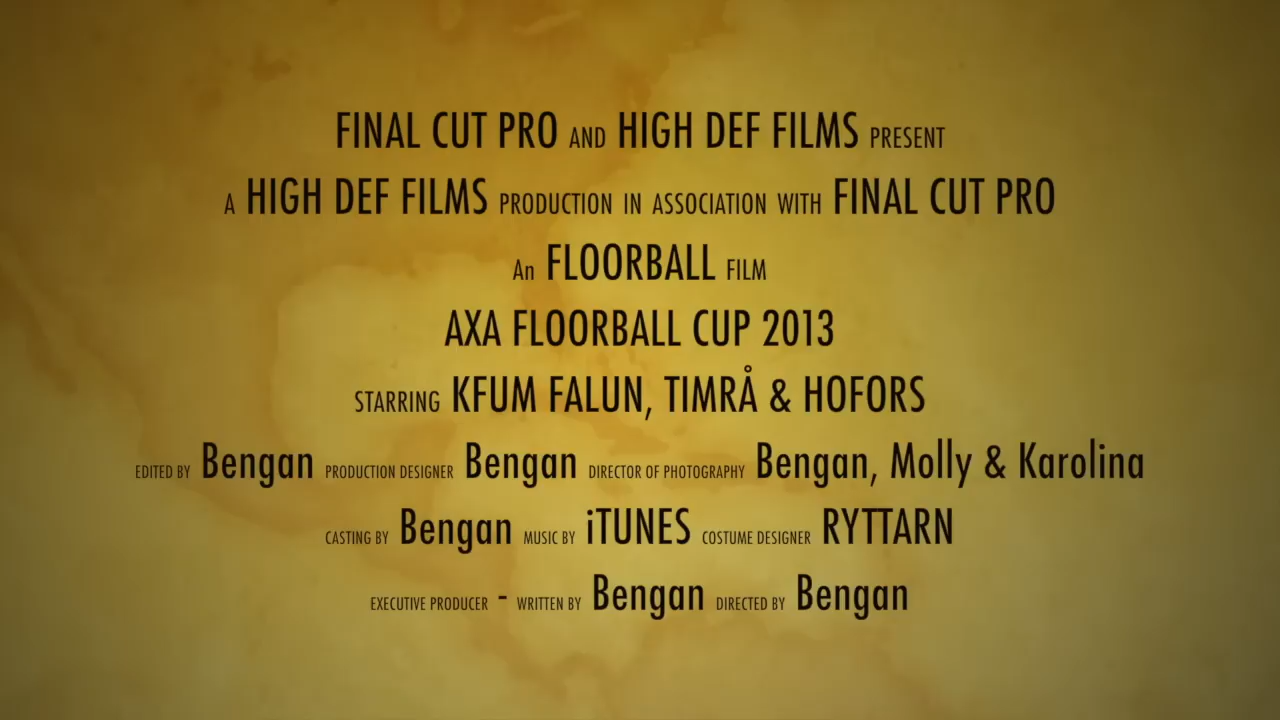 FINAL CUT PRO AND HIGH DEF FILMS PRESENT
A HIGH DEF FILMS PRODUCTION IN ASSOCIATION WITH FINAL CUT PRO
An FLOORBALL FILM
AXA FLOORBALL CUP 2013
STARRING KFUM FALUN, TIMRÅ & HOFORS
EDITED BY Bengan PRODUCTION DESIGNER Bengan DIRECTOR OF PHOTOGRAPHY Bengan, Molly & Karolina
CASTING BY Bengan MUSIC BY iTUNES COSTUME DESIGNER RYTTARN
EXECUTIVE PRODUCER - WRITTEN BY Bengan DIRECTED BY Bengan